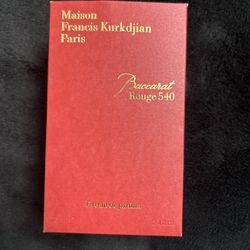 Maison
Francis Kurkdjian
Paris
Baccarat
Rouge 540
Extrait de parfum